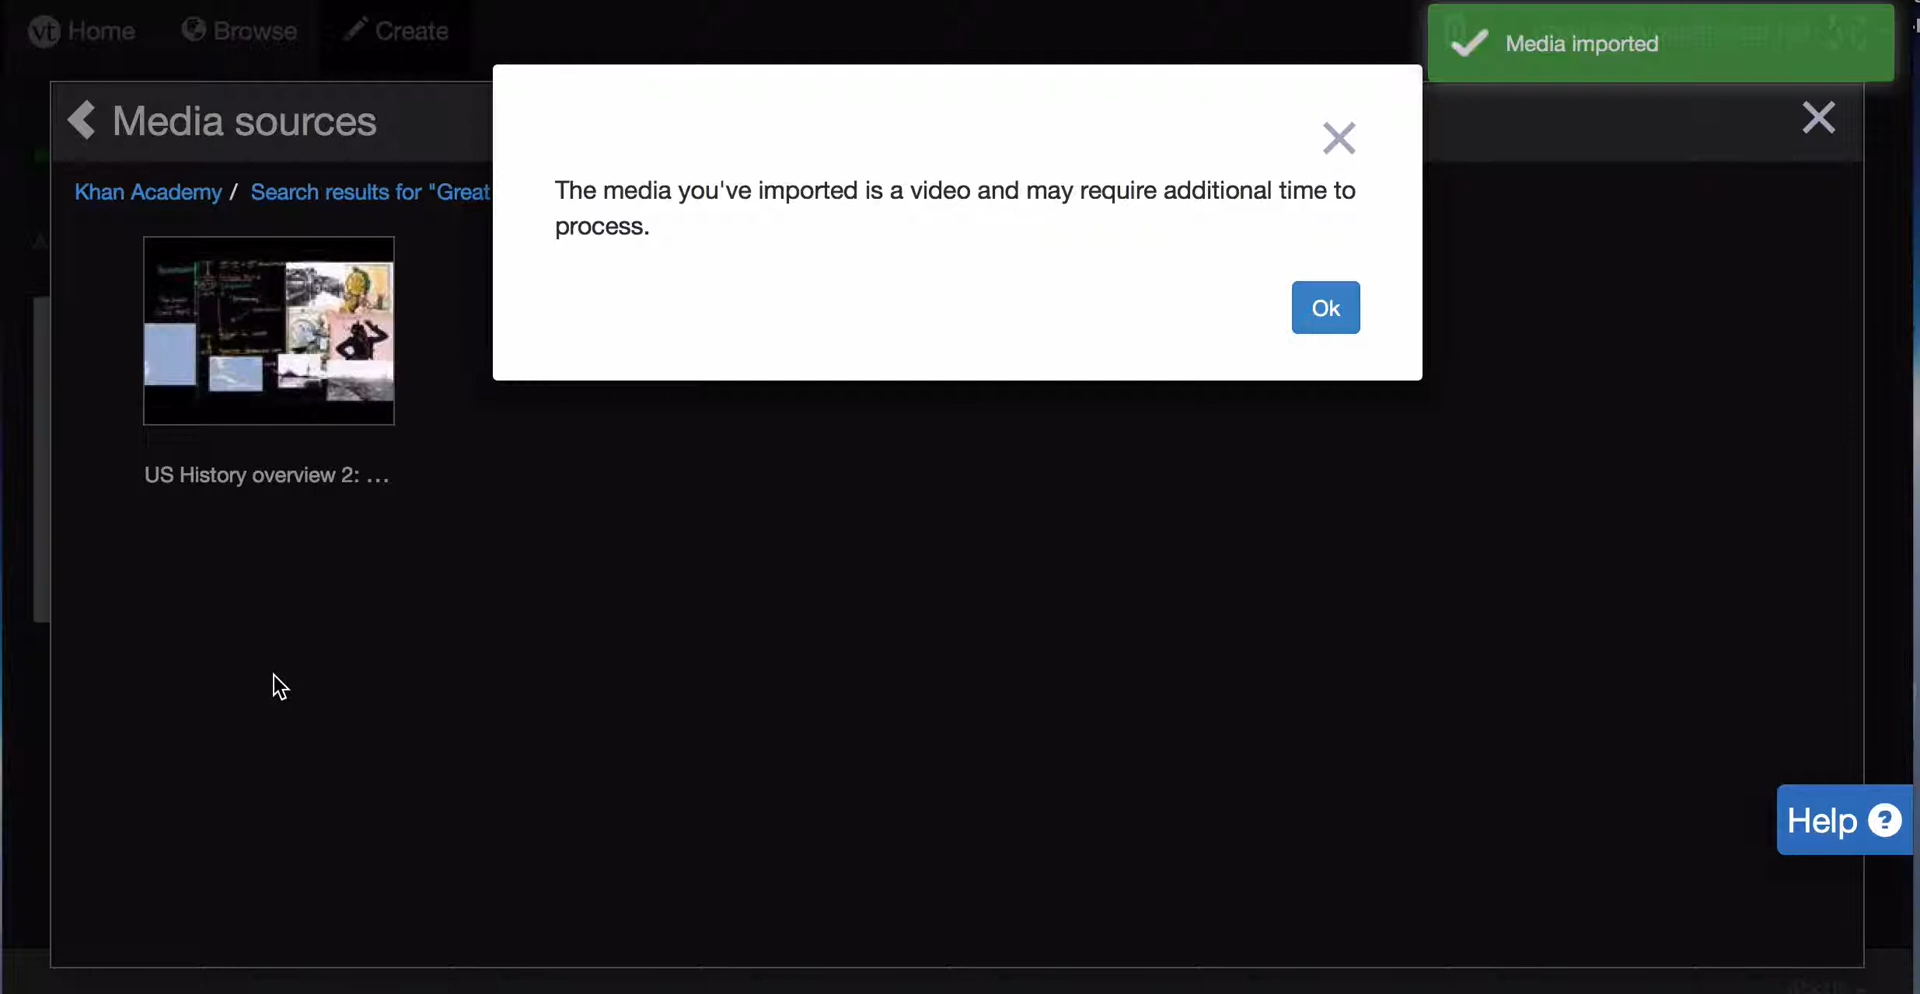 vt Home Browse Create
Media imported
Media sources
Khan Academy / Search results for "Great
The media you've imported is a video and may require additional time to
process.
Ok
US History overview 2: ...
Help ?